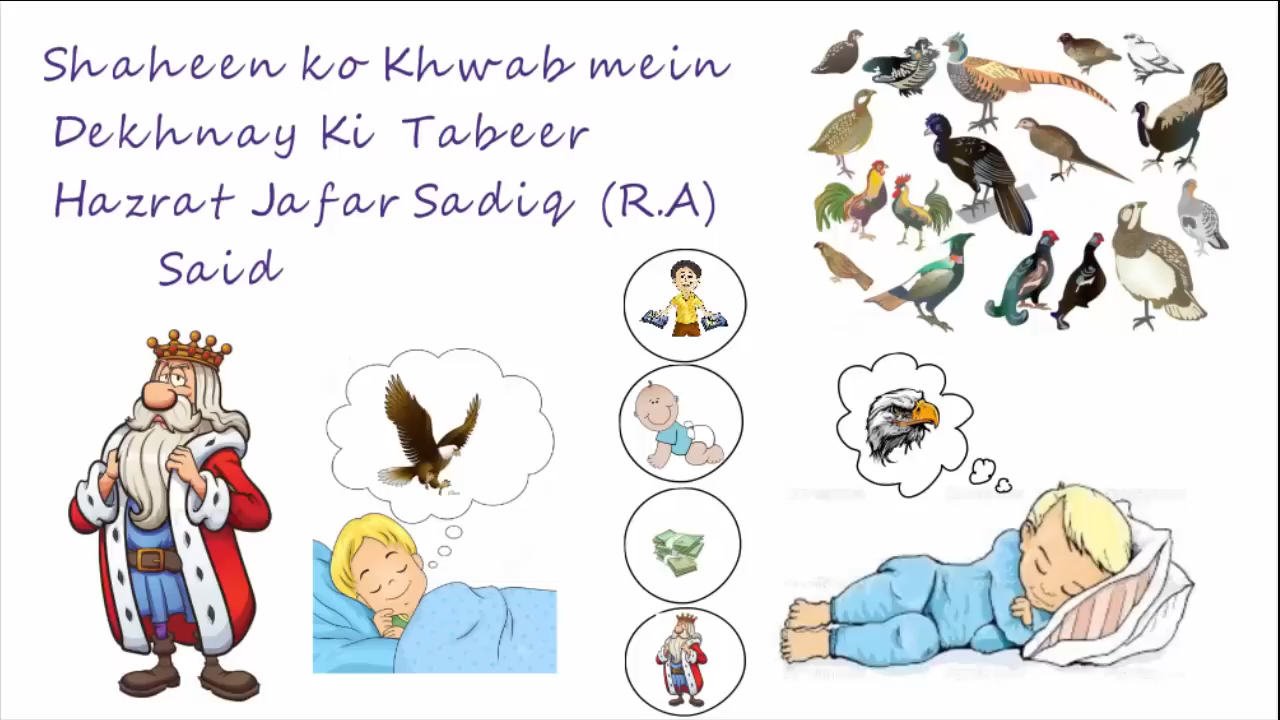 Shaheen ko Khwab mein
Dekhnay Ki Tabeer
Hazrat Jafar Sadiq (R.A)
Said